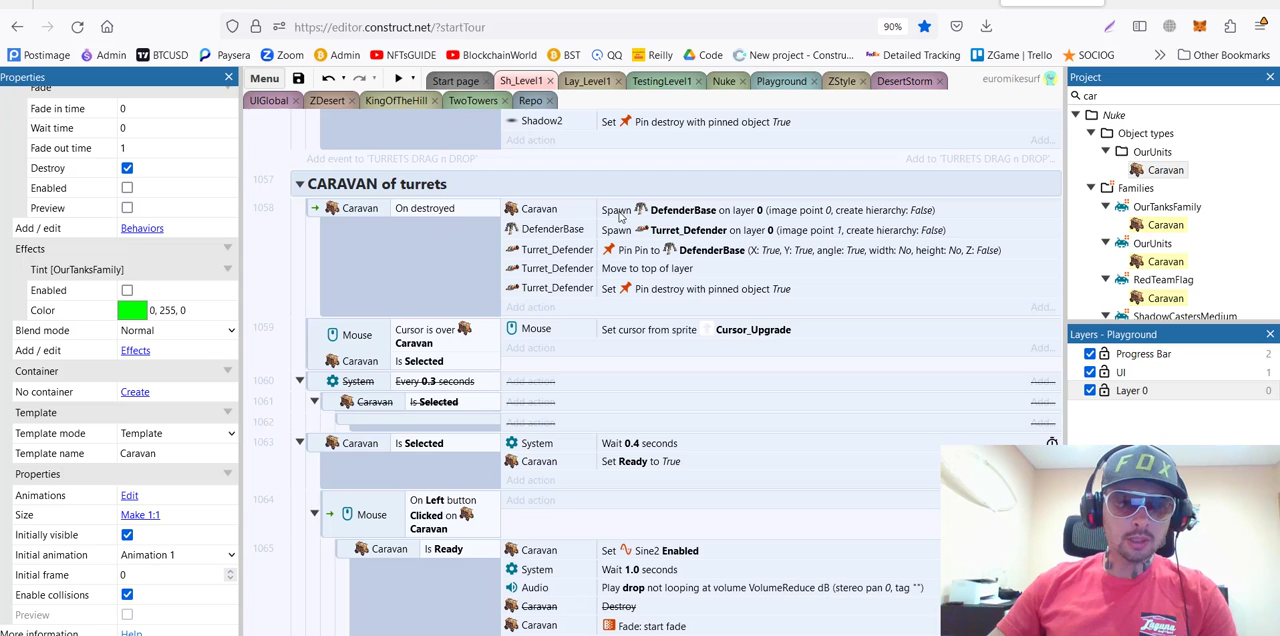 https://editor.construct.net/?startTour
90%
Postimage
Admin
17 BTCUSD
Paysera
Zoom
Admin
NFTsGUIDE
BlockchainWorld
BST
QQ
Reilly
Code
New project - Constru...
Detailed Tracking
ZGame | Trello
SOCIOG
Other Bookmarks
Properties
Menu
Start page
Sh_Level1
Lay_Level1
TestingLevel1
Nuke
Playground
ZStyle
DesertStorm
euromikesurf
UIGlobal
ZDesert
KingOfTheHill
TwoTowers
Repo
Fade
Fade in time 0
Wait time 0
Fade out time 1
Destroy
Enabled
Preview
Add / edit Behaviors
Effects
Tint [OurTanksFamily]
Enabled
Color 0, 255, 0
Blend mode Normal
Add / edit Effects
Container
No container Create
Template
Template mode Template
Template name Caravan
Properties
Animations Edit
Size Make 1:1
Initially visible
Initial animation Animation 1
Initial frame 0
Enable collisions
Preview
More information Help
Shadow2 Set Pin destroy with pinned object True
Add action Add...
Add event to 'TURRETS DRAG n DROP' Add to 'TURRETS DRAG n DROP'...
1057 CARAVAN of turrets
1058 Caravan On destroyed
Caravan Spawn DefenderBase on layer 0 (image point 0, create hierarchy: False)
DefenderBase Spawn Turret_Defender on layer 0 (image point 1, create hierarchy: False)
Turret_Defender Pin Pin to DefenderBase (X: True, Y: True, angle: True, width: No, height: No, Z: False)
Turret_Defender Move to top of layer
Turret_Defender Set Pin destroy with pinned object True
Add action Add...
1059 Mouse Cursor is over Caravan
Caravan Is Selected
Mouse Set cursor from sprite Cursor_Upgrade
Add action Add...
1060 System Every 0.3 seconds Add action Add...
1061 Caravan Is Selected Add action Add...
1062 Add action Add...
1063 Caravan Is Selected
System Wait 0.4 seconds
Caravan Set Ready to True
Add action
1064 Mouse On Left button Clicked on Caravan
Add action
1065 Caravan Is Ready
Caravan Set Sine2 Enabled
System Wait 1.0 seconds
Audio Play drop not looping at volume VolumeReduce dB (stereo pan 0, tag "")
Caravan Destroy
Caravan Fade: start fade
Project
car
Nuke
Object types
OurUnits
Caravan
Families
OurTanksFamily
Caravan
OurUnits
Caravan
RedTeamFlag
Caravan
ShadowCastersMedium
Layers - Playground
Progress Bar 2
UI 1
Layer 0 0
FOX
Laguna